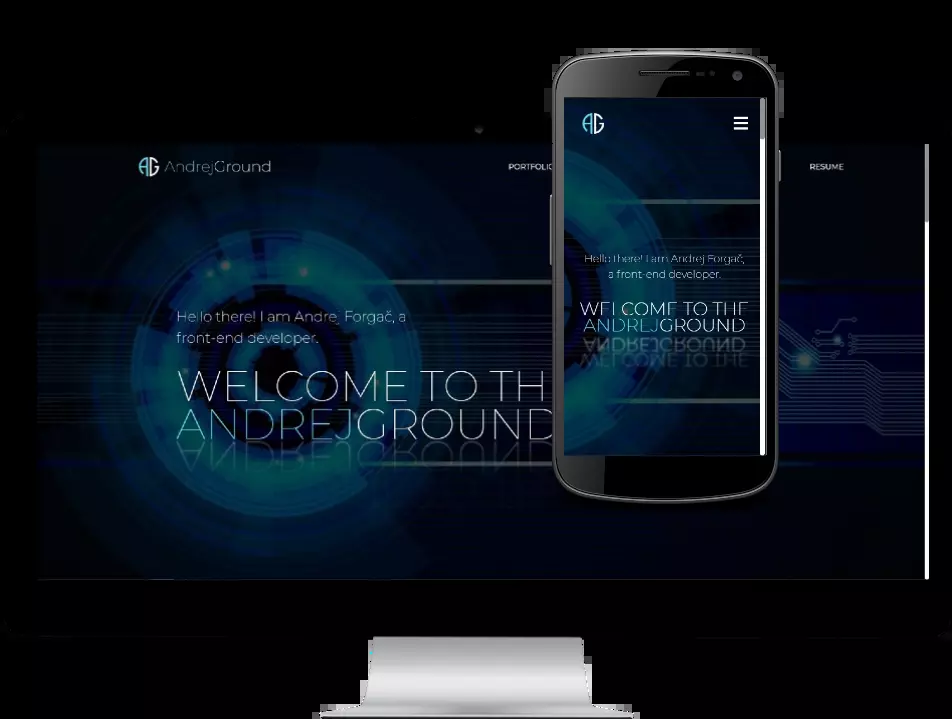 AG AndrejGround
PORTFOLIO
RESUME
Hello there! I am Andrej Forgač, a
front-end developer.
WELCOME TO TH
ANDREJGROUND
AG
Hello there! I am Andrej Forgač,
a front-end developer.
WELCOME TO THE
ANDREJGROUND